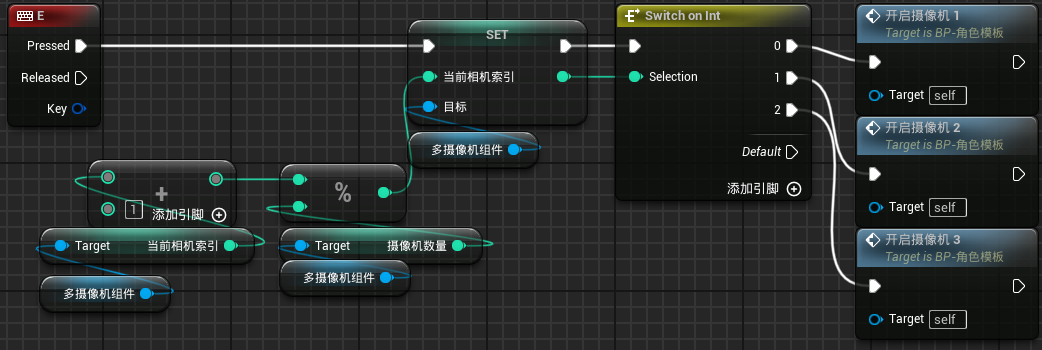 E
Pressed
Released
Key
SET
当前相机索引
目标
多摄像机组件
+
1
添加引脚
%
Target 当前相机索引
多摄像机组件
Target 摄像机数量
多摄像机组件
Switch on Int
Selection
0
1
2
Default
添加引脚
开启摄像机 1
Target is BP-角色模板
Target self
开启摄像机 2
Target is BP-角色模板
Target self
开启摄像机 3
Target is BP-角色模板
Target self